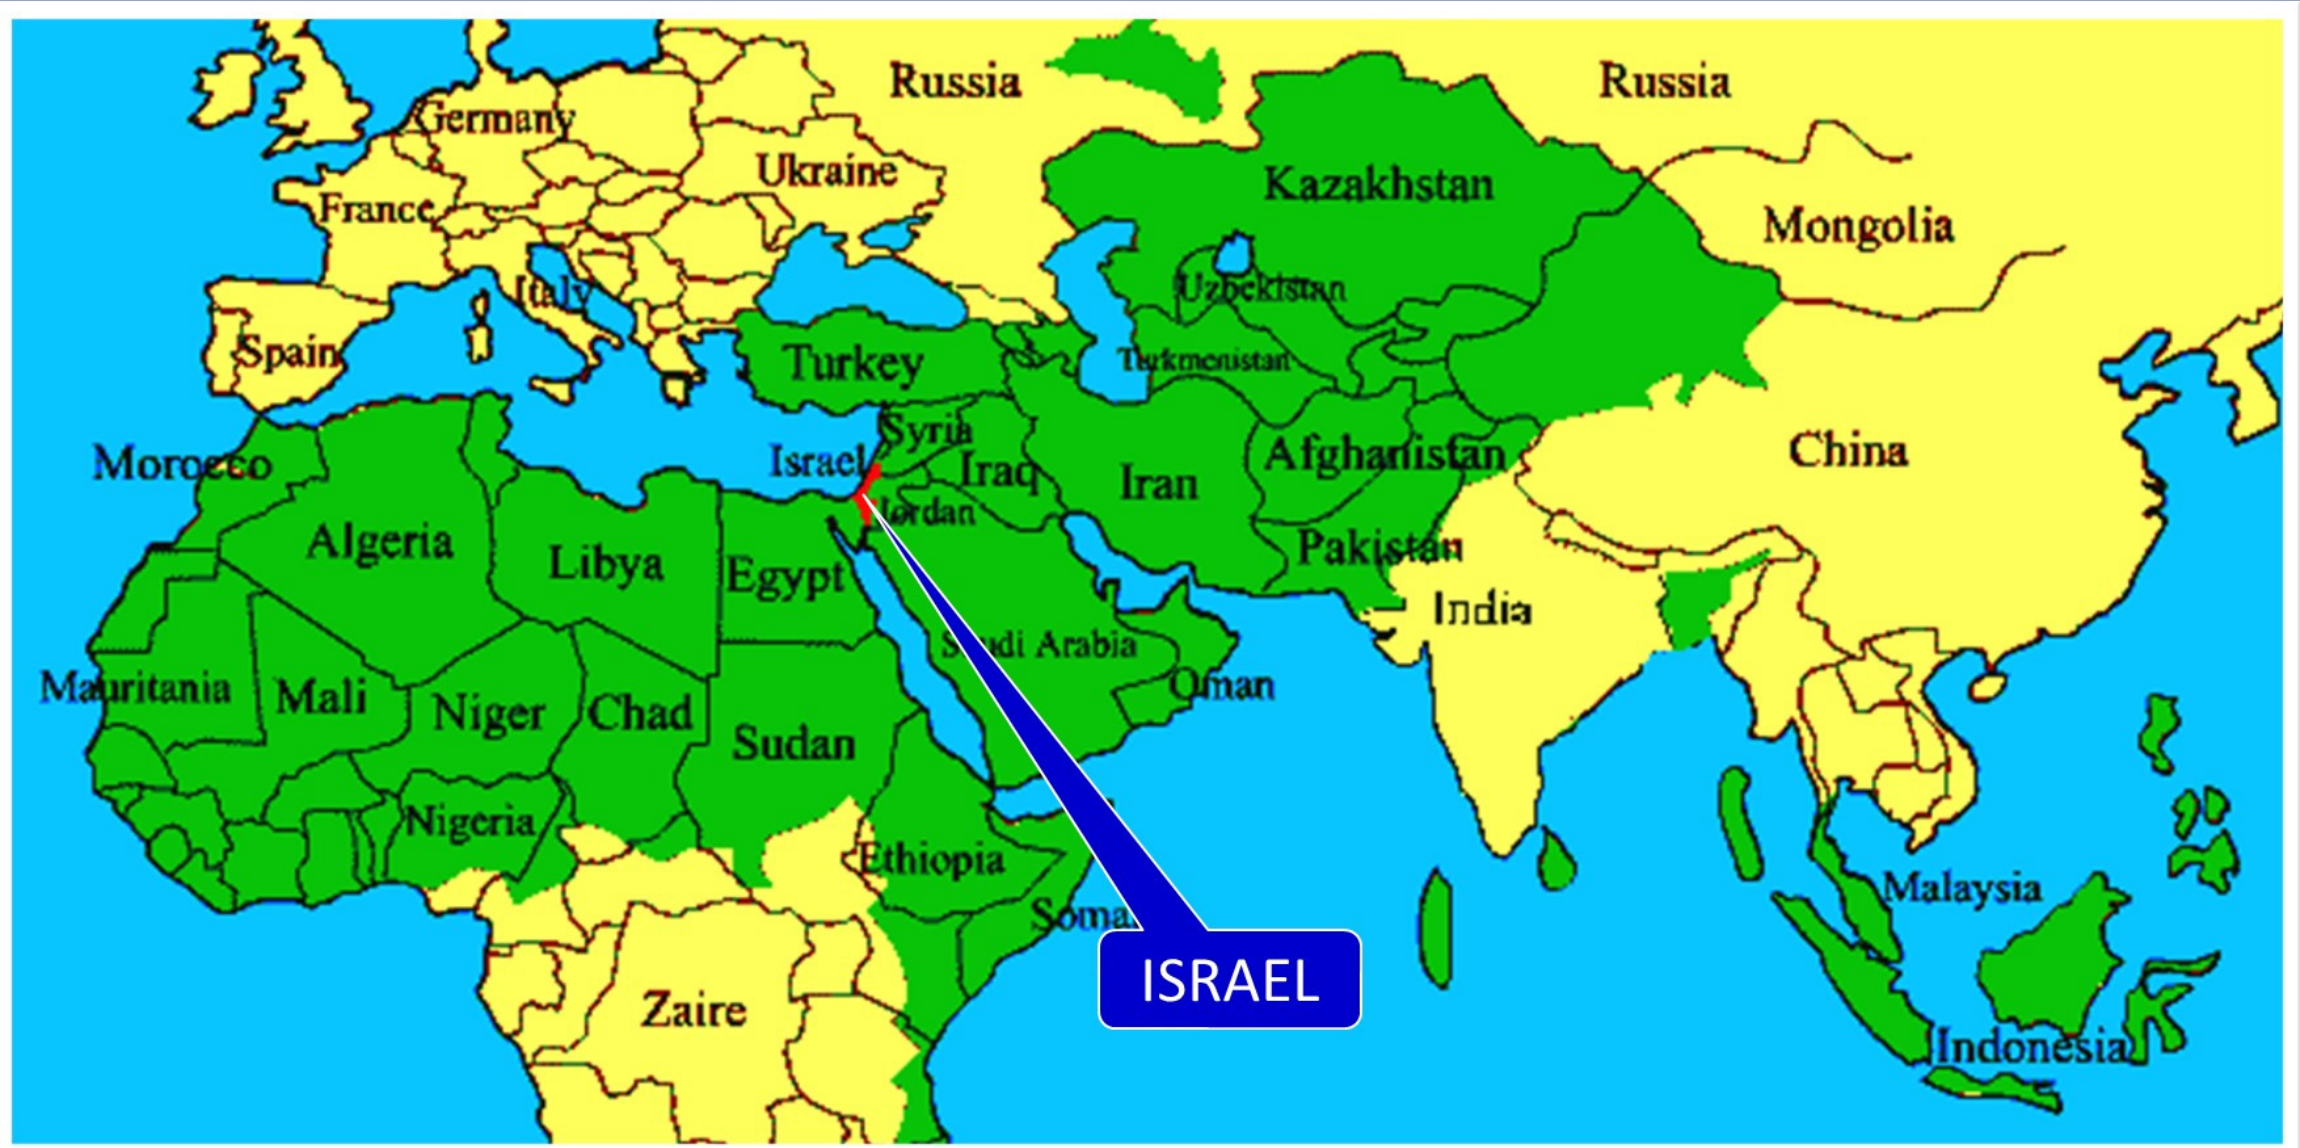 Russia
Russia
Germany
Ukraine
Kazakhstan
France
Mongolia
Italy
Uzbekistan
Spain
Turkey
Turkmenistan
Syria
Morocco
Israel
Iraq
Iran
Afghanistan
China
Jordan
Algeria
Libya
Egypt
Pakistan
India
Saudi Arabia
Mauritania
Mali
Niger
Chad
Oman
Sudan
Nigeria
Ethiopia
Malaysia
Soma
ISRAEL
Zaire
Indonesia